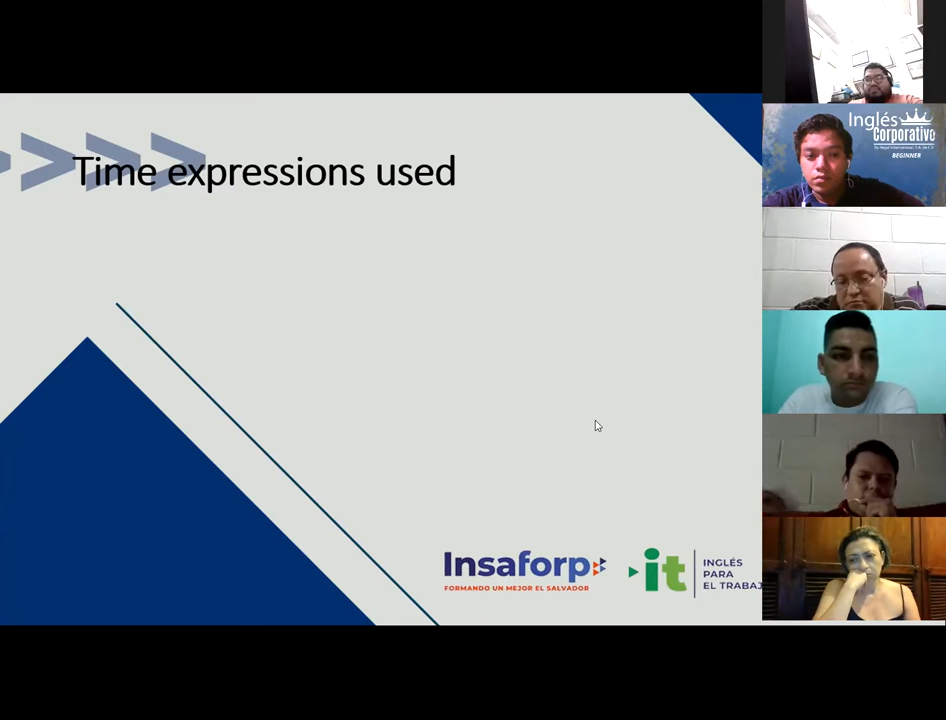 Time expressions used
Insaforp
FORMANDO UN MEJOR EL SALVADOR
it
INGLÉS
PARA
EL TRABAJ
Inglés
Corporativo
BEGINNER